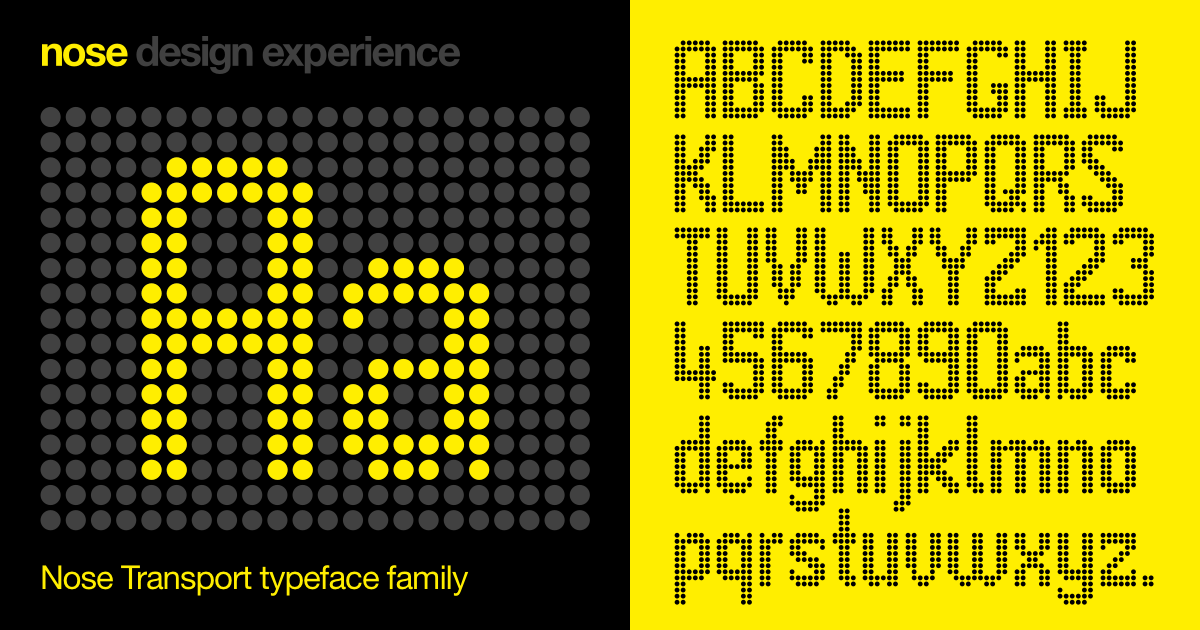 nose design experience
Aa
Nose Transport typeface family
ABCDEFGHIJ
KLMNOPQRS
TUVWXYZ123
4567890abc
defghijklmno
pqrstuvwxyz.